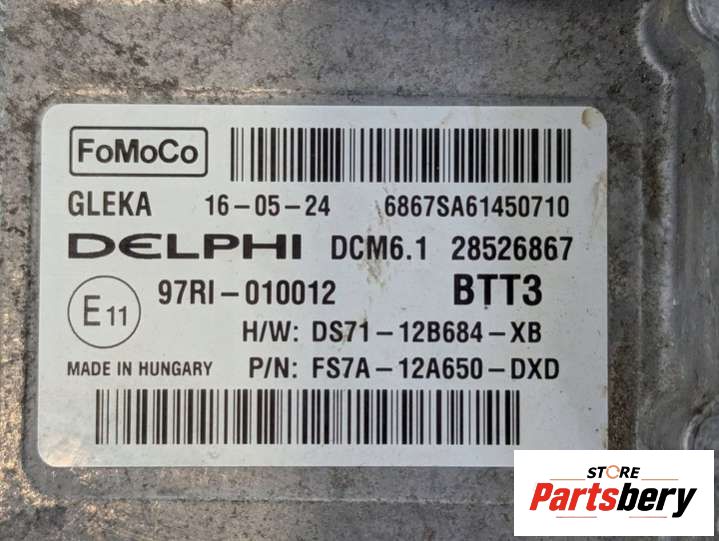 FoMoCo
GLEKA 16-05-24 6867SA61450710
DELPHI DCM6.1 28526867
E11 97RI-010012 BTT3
H/W: DS71-12B684-XB
MADE IN HUNGARY P/N: FS7A-12A650-DXD
STORE
Partsbery